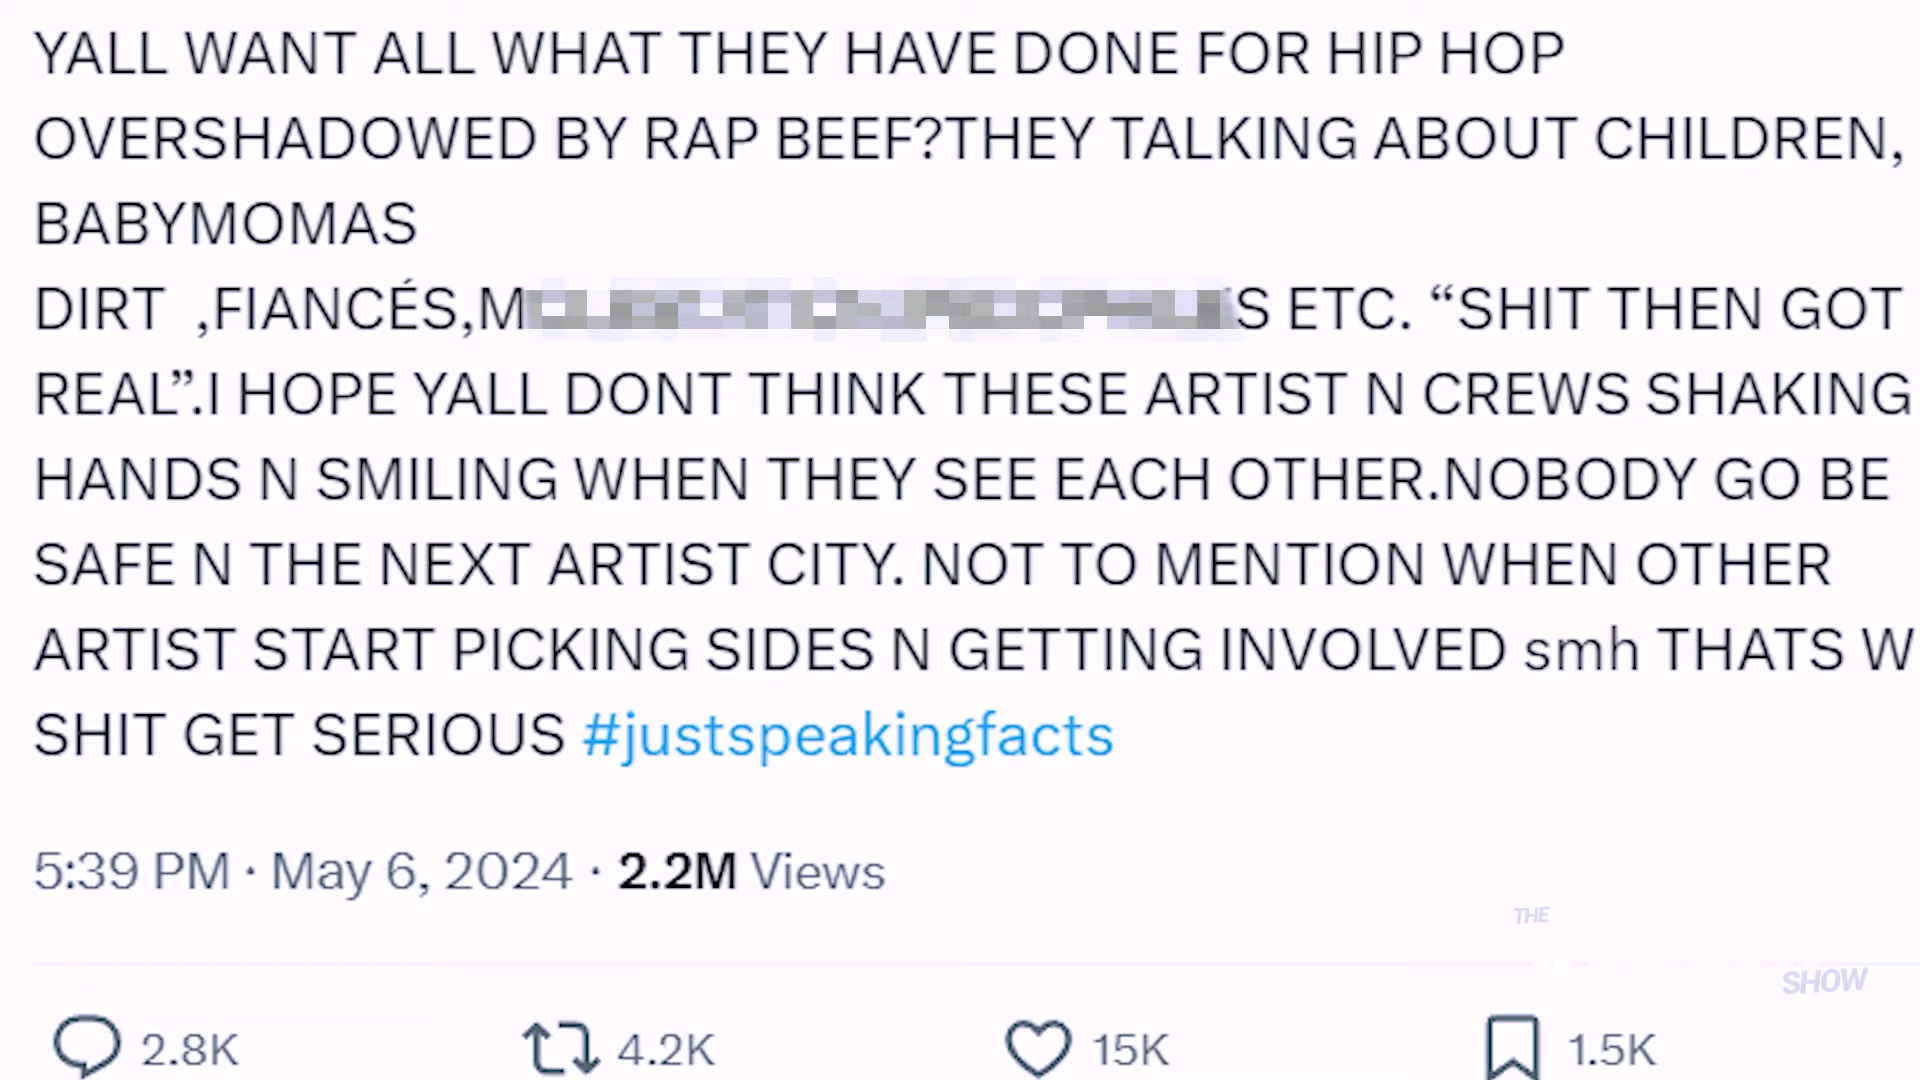 YALL WANT ALL WHAT THEY HAVE DONE FOR HIP HOP
OVERSHADOWED BY RAP BEEF?THEY TALKING ABOUT CHILDREN,
BABYMOMAS
DIRT ,FIANCÉS,M S ETC. “SHIT THEN GOT
REAL”.I HOPE YALL DONT THINK THESE ARTIST N CREWS SHAKING
HANDS N SMILING WHEN THEY SEE EACH OTHER.NOBODY GO BE
SAFE N THE NEXT ARTIST CITY. NOT TO MENTION WHEN OTHER
ARTIST START PICKING SIDES N GETTING INVOLVED smh THATS W
SHIT GET SERIOUS #justspeakingfacts
5:39 PM · May 6, 2024 · 2.2M Views
THE
SHOW
2.8K 4.2K 15K 1.5K